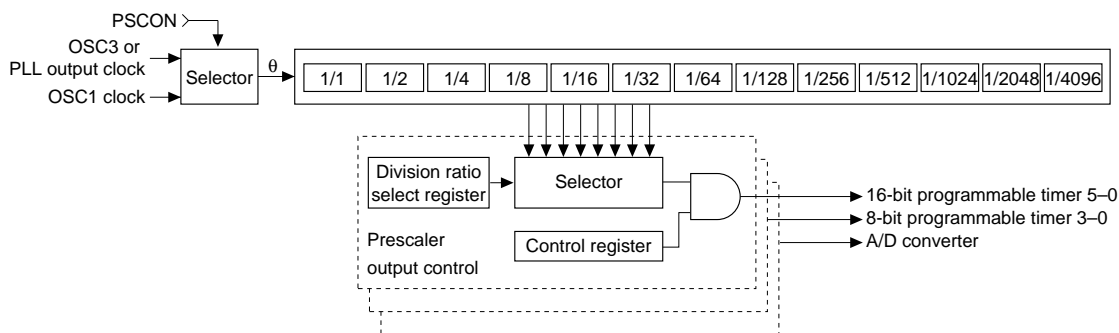 PSCON
OSC3 or
PLL output clock
OSC1 clock
Selector
θ
1/1 1/2 1/4 1/8 1/16 1/32 1/64 1/128 1/256 1/512 1/1024 1/2048 1/4096
Division ratio
select register
Selector
Control register
Prescaler
output control
16-bit programmable timer 5–0
8-bit programmable timer 3–0
A/D converter